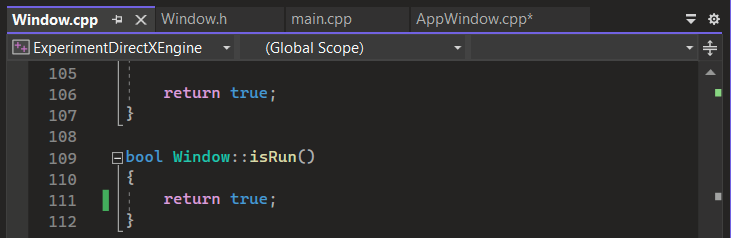 Window.cpp Window.h main.cpp AppWindow.cpp*
ExperimentDirectXEngine (Global Scope)
105
106 return true;
107 }
108
109 bool Window::isRun()
110 {
111 return true;
112 }